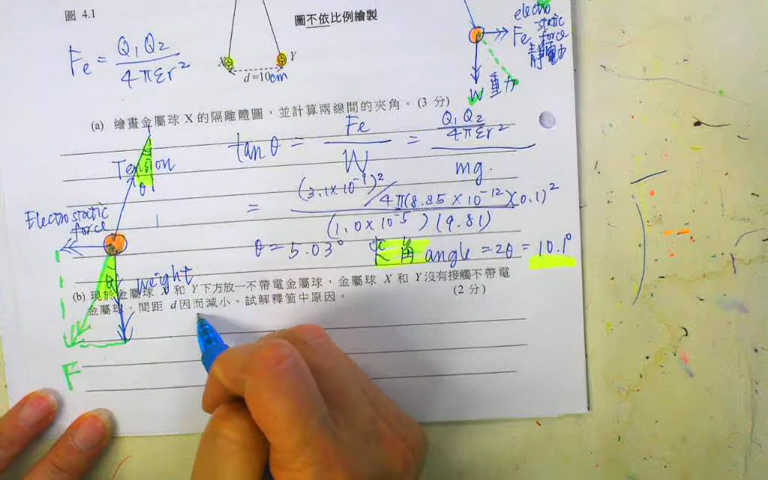 圖 4.1
圖不依比例繪製
Fe = Q₁Q₂ / 4πεr²
X
Y
d=10cm
electro
static
force
Fe
靜電力
W 重力
(a) 繪畫金屬球 X 的隔離體圖，並計算兩線間的夾角。(3 分)
Tension
θ
tan θ = Fe / W = (Q₁Q₂ / 4πεr²) / mg
Electrostatic
force
= ((3.1×10⁻⁹)² / 4π(8.85×10⁻¹²)(0.1)²) / (1.0×10⁻⁵)(9.81)
θ = 5.03° 夾角 angle = 2θ = 10.1°
θ
weight
(b) 現於金屬球 X 和 Y 下方放一不帶電金屬球，金屬球 X 和 Y 沒有接觸不帶電
金屬球，間距 d 因而減小。試解釋箇中原因。 (2 分)
F